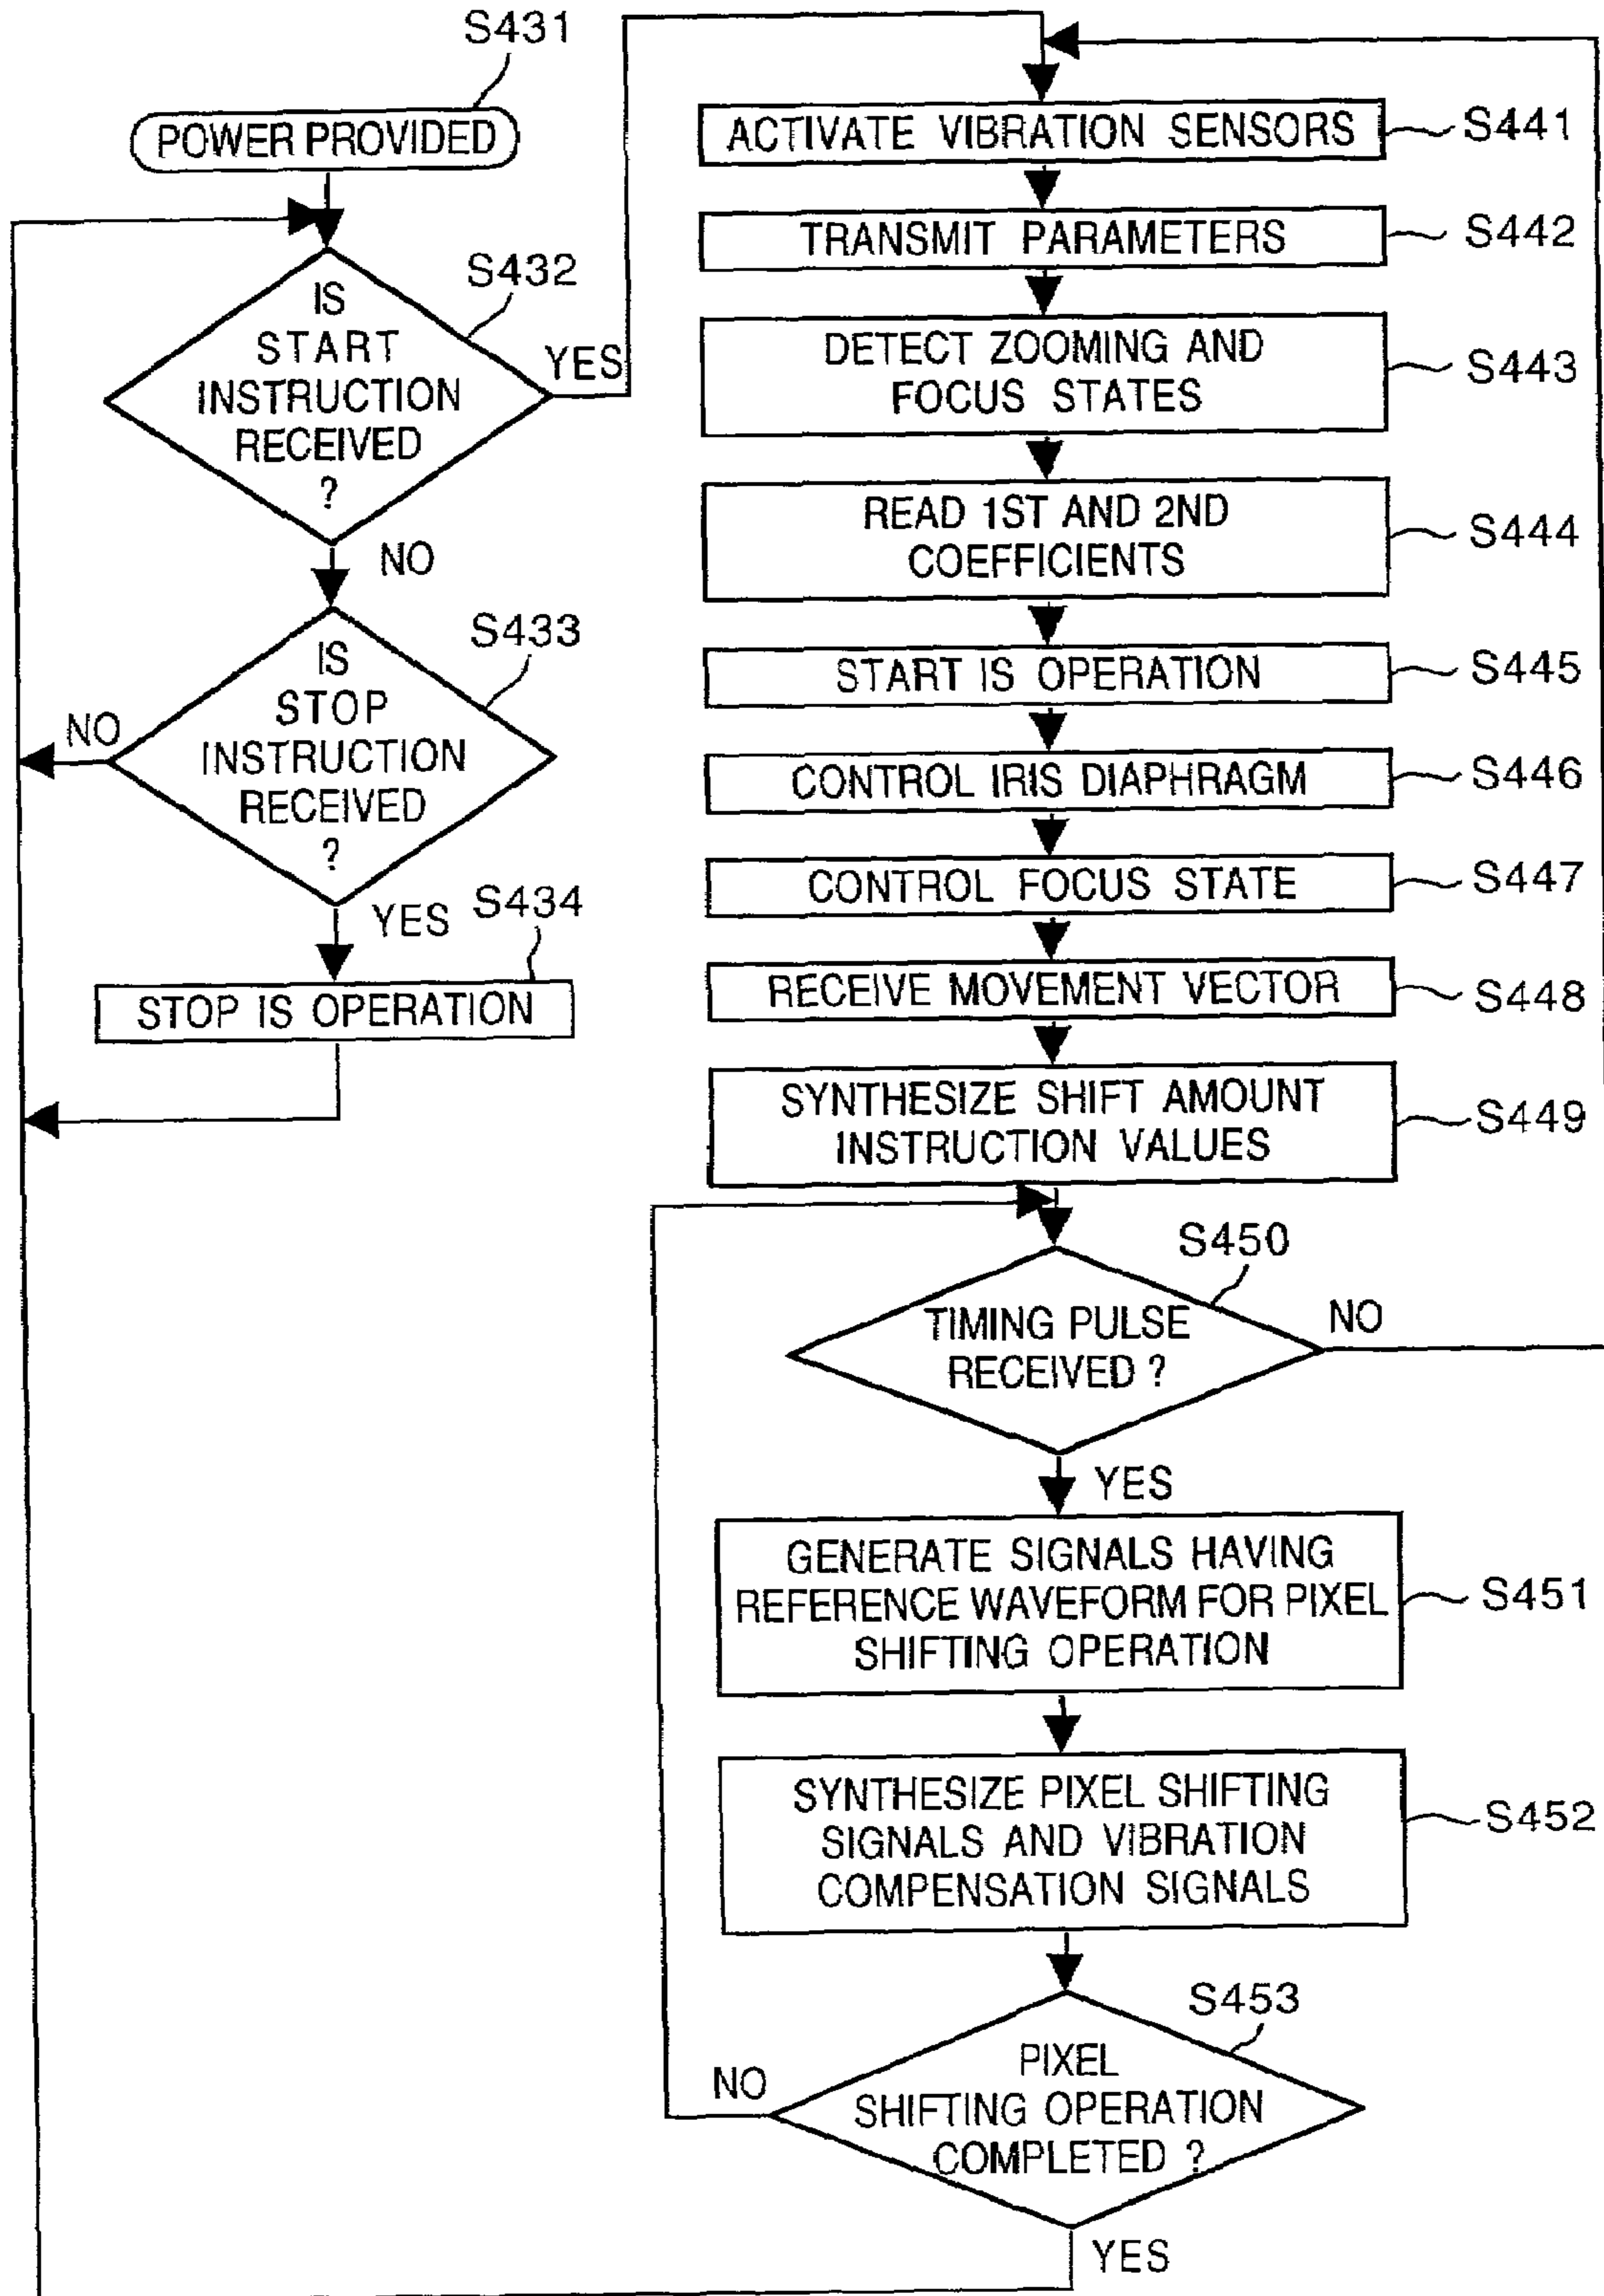 S431
POWER PROVIDED
S432
IS
START
INSTRUCTION
RECEIVED
?
YES
NO
S433
IS
STOP
INSTRUCTION
RECEIVED
?
NO
YES
S434
STOP IS OPERATION
ACTIVATE VIBRATION SENSORS
S441
TRANSMIT PARAMETERS
S442
DETECT ZOOMING AND
FOCUS STATES
S443
READ 1ST AND 2ND
COEFFICIENTS
S444
START IS OPERATION
S445
CONTROL IRIS DIAPHRAGM
S446
CONTROL FOCUS STATE
S447
RECEIVE MOVEMENT VECTOR
S448
SYNTHESIZE SHIFT AMOUNT
INSTRUCTION VALUES
S449
S450
TIMING PULSE
RECEIVED ?
NO
YES
GENERATE SIGNALS HAVING
REFERENCE WAVEFORM FOR PIXEL
SHIFTING OPERATION
S451
SYNTHESIZE PIXEL SHIFTING
SIGNALS AND VIBRATION
COMPENSATION SIGNALS
S452
S453
PIXEL
SHIFTING OPERATION
COMPLETED ?
NO
YES